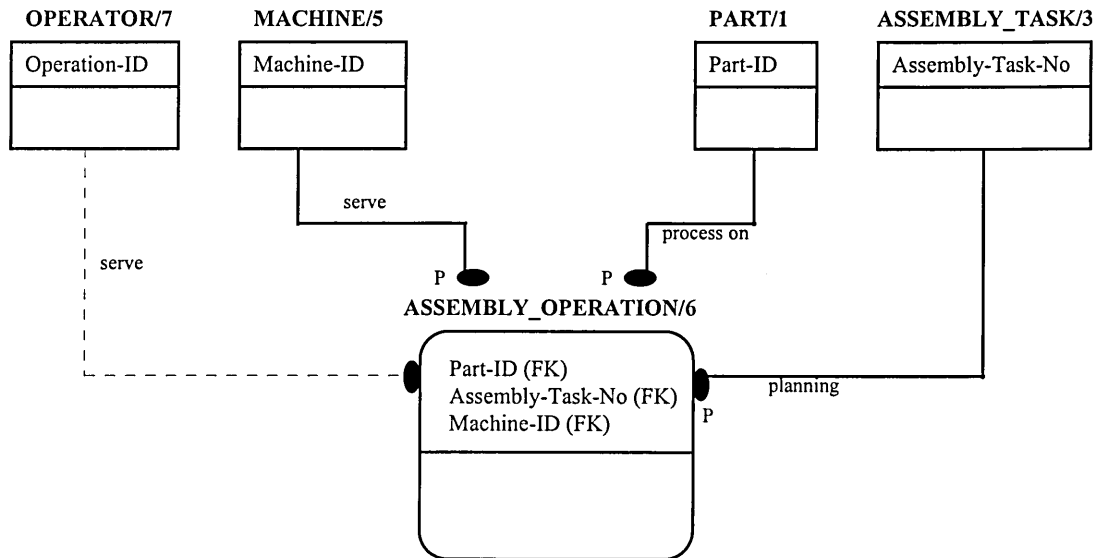 OPERATOR/7 MACHINE/5 PART/1 ASSEMBLY_TASK/3
Operation-ID Machine-ID Part-ID Assembly-Task-No
serve
process on
serve
P P
ASSEMBLY_OPERATION/6
Part-ID (FK)
Assembly-Task-No (FK)
Machine-ID (FK)
planning
P